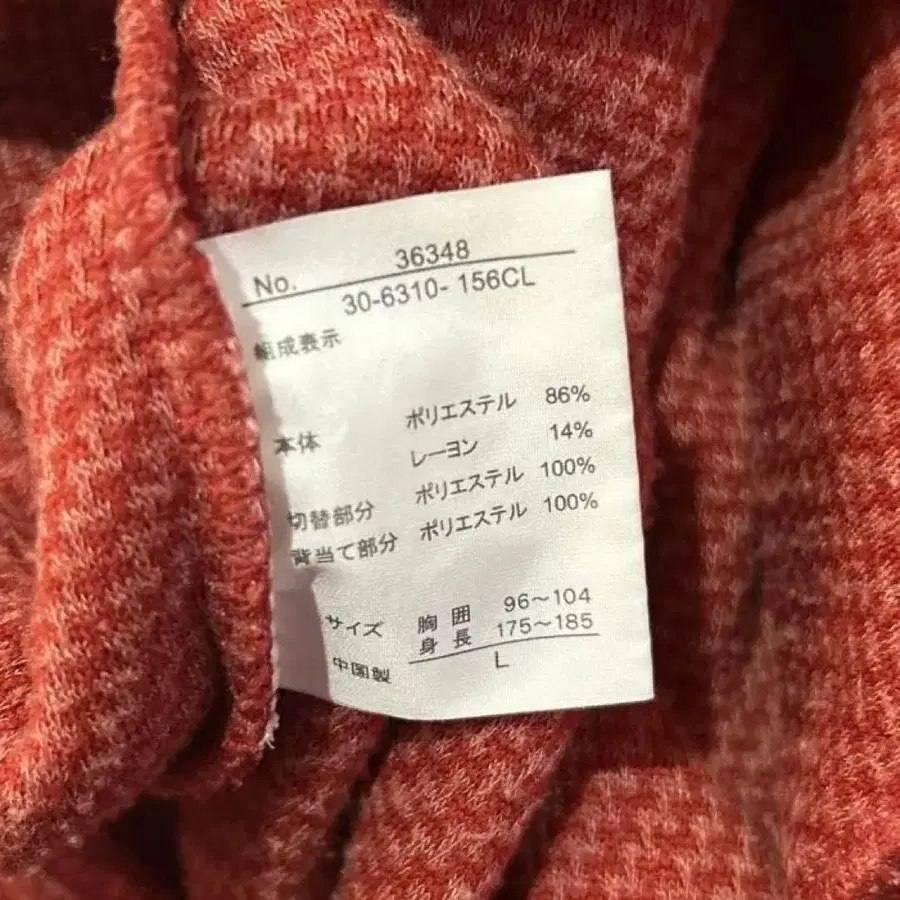 No. 36348
30-6310- 156CL
組成表示
本体 ポリエステル 86%
レーヨン 14%
切替部分 ポリエステル 100%
背当て部分 ポリエステル 100%
サイズ 胸囲 96～104
身長 175～185
中国製 L